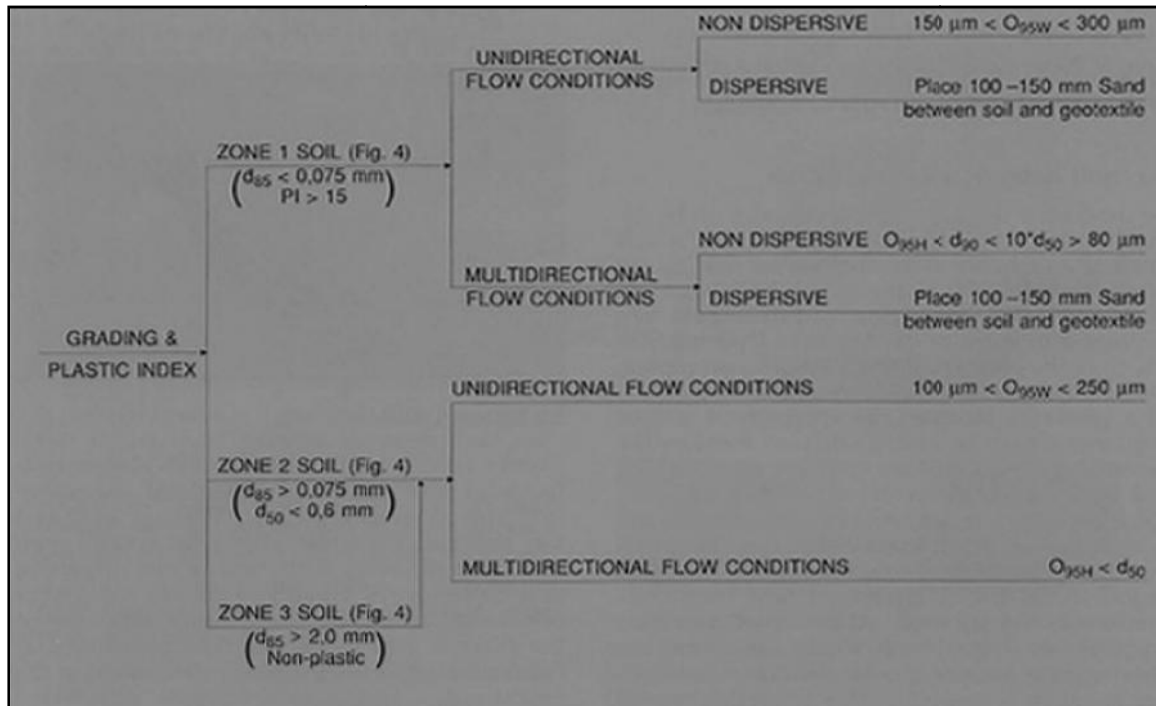 NON DISPERSIVE 150 µm < O95W < 300 µm
UNIDIRECTIONAL
FLOW CONDITIONS
DISPERSIVE Place 100 –150 mm Sand
between soil and geotextile
ZONE 1 SOIL (Fig. 4)
(d85 < 0,075 mm
PI > 15)
NON DISPERSIVE O95H < d90 < 10*d50 > 80 µm
MULTIDIRECTIONAL
FLOW CONDITIONS
DISPERSIVE Place 100 –150 mm Sand
between soil and geotextile
GRADING &
PLASTIC INDEX
UNIDIRECTIONAL FLOW CONDITIONS 100 µm < O95W < 250 µm
ZONE 2 SOIL (Fig. 4)
(d85 > 0,075 mm
d50 < 0,6 mm)
MULTIDIRECTIONAL FLOW CONDITIONS O95H < d50
ZONE 3 SOIL (Fig. 4)
(d85 > 2,0 mm
Non-plastic)